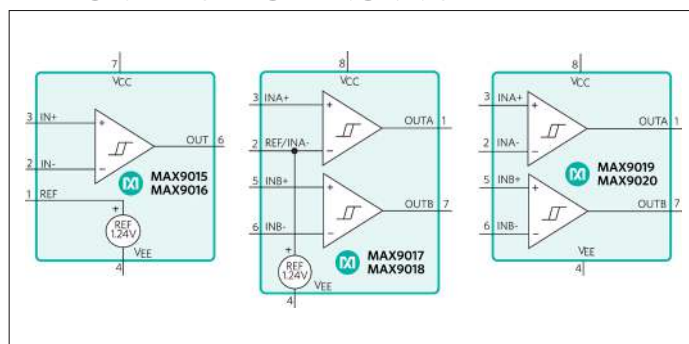 7
VCC
3 IN+
+
OUT 6
2 IN-
−
MAX9015
MAX9016
1 REF
+
REF
1.24V
VEE
4
8
VCC
3 INA+
+
OUTA 1
2 REF/INA-
−
5 INB+
+
OUTB 7
6 INB-
−
+
REF
1.24V
MAX9017
MAX9018
VEE
4
8
VCC
3 INA+
+
OUTA 1
2 INA-
−
MAX9019
MAX9020
5 INB+
+
OUTB 7
6 INB-
−
VEE
4